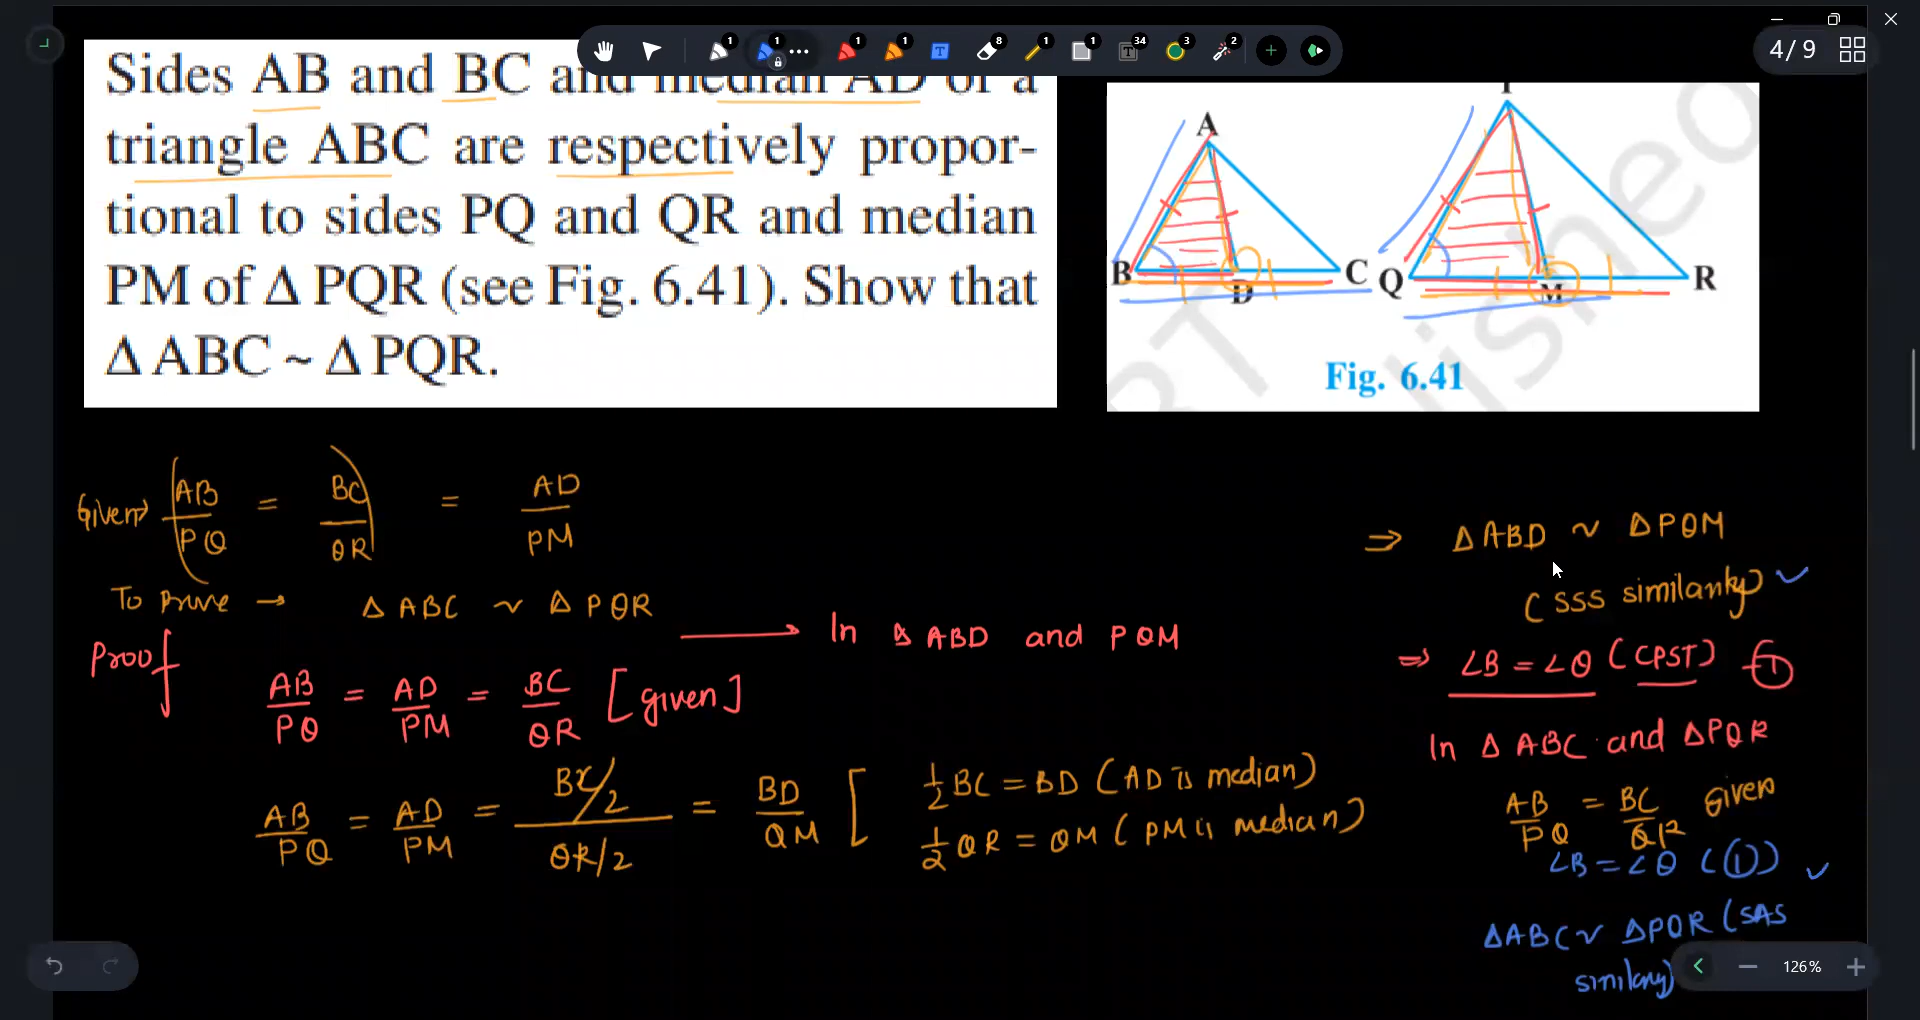 4/9
Sides AB and BC and median AD of a
triangle ABC are respectively propor-
tional to sides PQ and QR and median
PM of Δ PQR (see Fig. 6.41). Show that
Δ ABC ~ Δ PQR.
A
B
D
C
P
Q
M
R
Fig. 6.41
Given) AB/PQ = BC/QR = AD/PM
To prove → Δ ABC ~ Δ PQR
Proof
→ In Δs ABD and PQM
AB/PQ = AD/PM = BC/QR [given]
AB/PQ = AD/PM = (BC/2)/(QR/2) = BD/QM [
1/2 BC = BD (AD is median)
1/2 QR = QM (PM is median)
⇒ Δ ABD ~ Δ PQM
(SSS similarity) ✓
⇒ ∠B = ∠Q (CPST) ①
In Δ ABC and ΔPQR
AB/PQ = BC/QR given
∠B = ∠Q (①) ✓
ΔABC ~ ΔPQR (SAS
similary)
126%